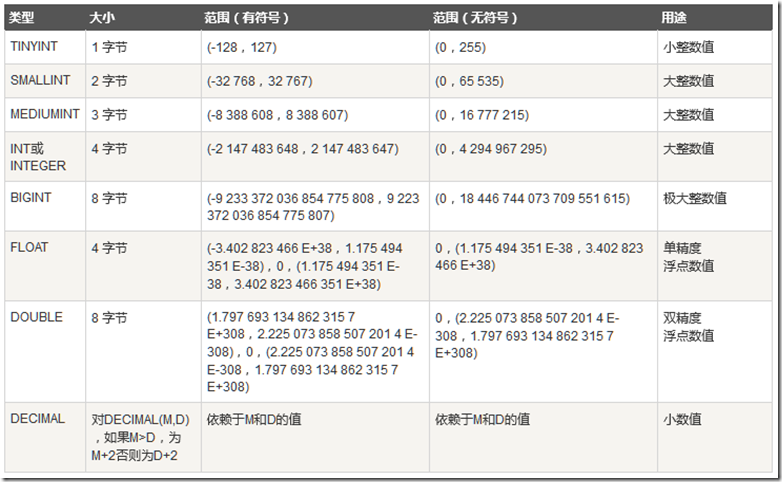 类型 大小 范围（有符号） 范围（无符号） 用途
TINYINT 1 字节 (-128，127) (0，255) 小整数值
SMALLINT 2 字节 (-32 768，32 767) (0，65 535) 大整数值
MEDIUMINT 3 字节 (-8 388 608，8 388 607) (0，16 777 215) 大整数值
INT或
INTEGER
4 字节 (-2 147 483 648，2 147 483 647) (0，4 294 967 295) 大整数值
BIGINT 8 字节
(-9 233 372 036 854 775 808，9 223
372 036 854 775 807)
(0，18 446 744 073 709 551 615) 极大整数值
FLOAT 4 字节
(-3.402 823 466 E+38，1.175 494
351 E-38)，0，(1.175 494 351 E-
38，3.402 823 466 351 E+38)
0，(1.175 494 351 E-38，3.402 823
466 E+38)
单精度
浮点数值
DOUBLE 8 字节
(1.797 693 134 862 315 7
E+308，2.225 073 858 507 201 4 E-
308)，0，(2.225 073 858 507 201 4
E-308，1.797 693 134 862 315 7
E+308)
0，(2.225 073 858 507 201 4 E-
308，1.797 693 134 862 315 7
E+308)
双精度
浮点数值
DECIMAL
对DECIMAL(M,D)
，如果M>D，为
M+2否则为D+2
依赖于M和D的值 依赖于M和D的值 小数值